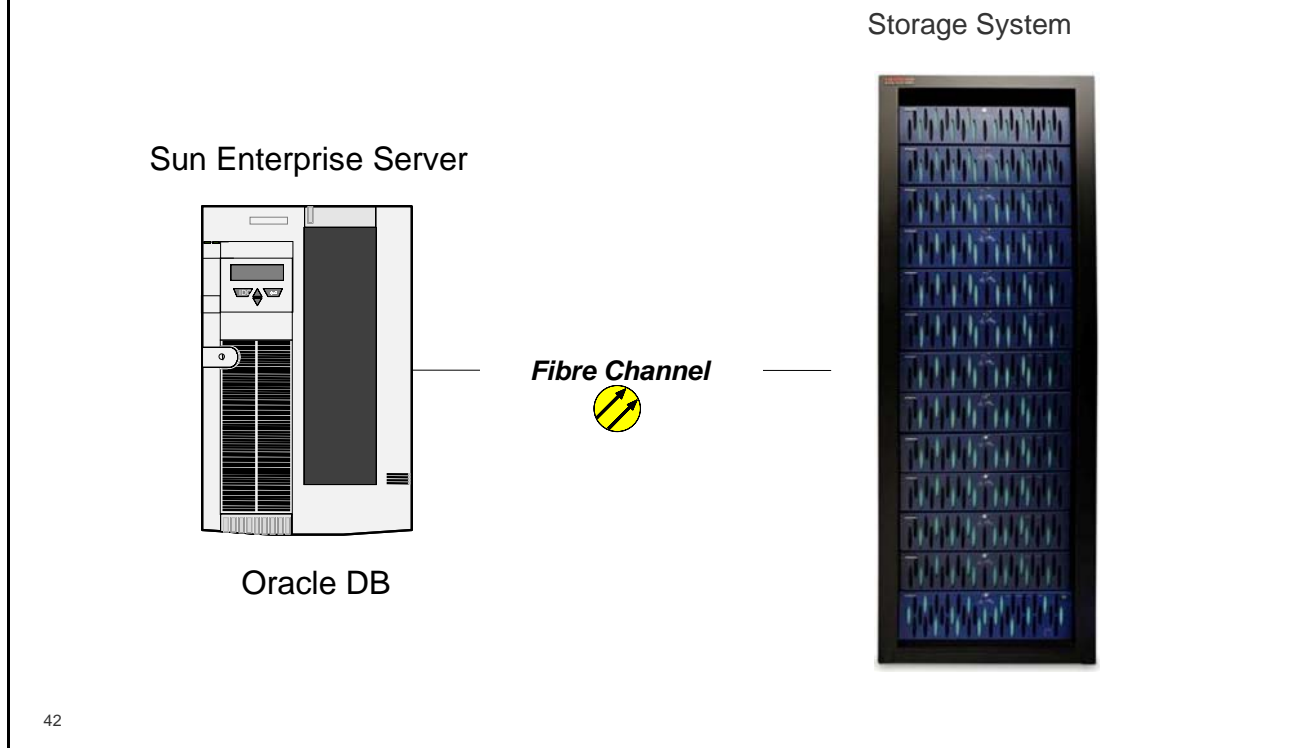 Storage System
Sun Enterprise Server
Fibre Channel
Oracle DB
42